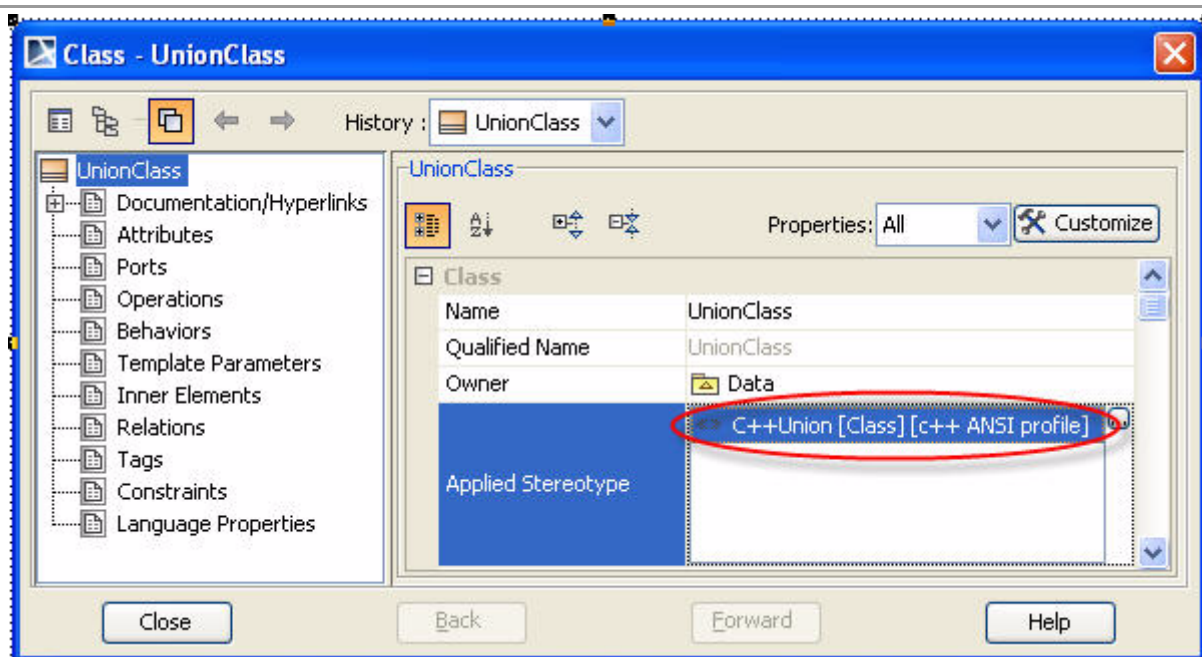 Class - UnionClass
History : UnionClass
UnionClass
Documentation/Hyperlinks
Attributes
Ports
Operations
Behaviors
Template Parameters
Inner Elements
Relations
Tags
Constraints
Language Properties
UnionClass
Properties: All Customize
Class
Name UnionClass
Qualified Name UnionClass
Owner Data
Applied Stereotype C++Union [Class] [c++ ANSI profile]
Close Back Forward Help